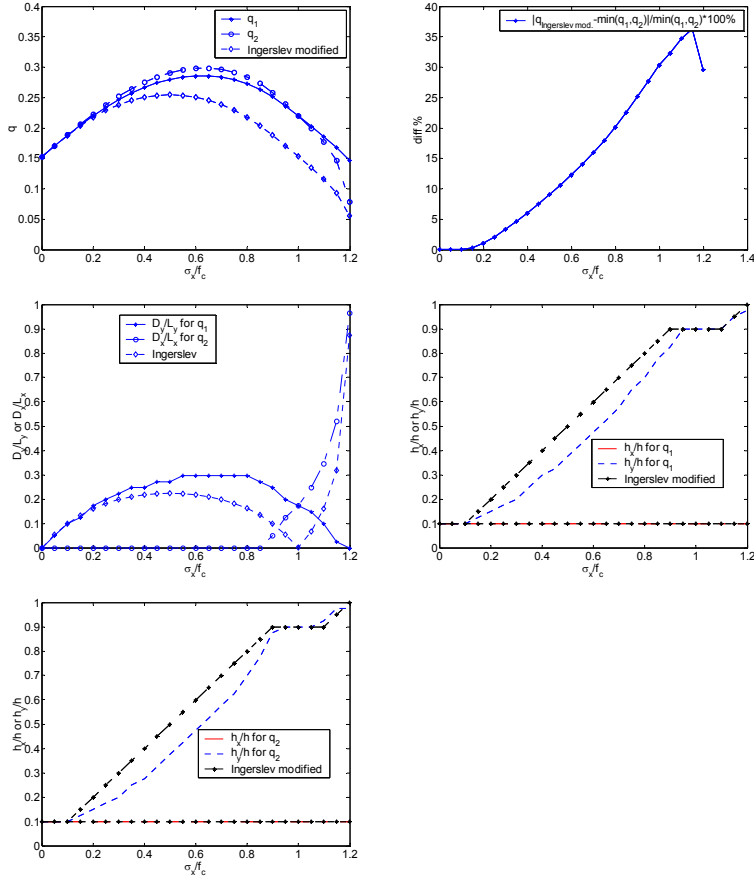 0.4
0.35
0.3
0.25
0.2
0.15
0.1
0.05
0
q
q1
q2
Ingerslev modified
0 0.2 0.4 0.6 0.8 1 1.2
σx/fc
40
35
30
25
20
15
10
5
0
diff %
|qIngerslev mod.-min(q1,q2)|/min(q1,q2)*100%
0 0.2 0.4 0.6 0.8 1 1.2 1.4
σx/fc
1
0.9
0.8
0.7
0.6
0.5
0.4
0.3
0.2
0.1
0
Dy/Ly or Dx/Lx
Dy/Ly for q1
Dx/Lx for q2
Ingerslev
0 0.2 0.4 0.6 0.8 1 1.2
σx/fc
1
0.9
0.8
0.7
0.6
0.5
0.4
0.3
0.2
0.1
0
hx/h or hy/h
hx/h for q1
hy/h for q1
Ingerslev modified
0 0.2 0.4 0.6 0.8 1 1.2
σx/fc
1
0.9
0.8
0.7
0.6
0.5
0.4
0.3
0.2
0.1
0
hx/h or hy/h
hx/h for q2
hy/h for q2
Ingerslev modified
0 0.2 0.4 0.6 0.8 1 1.2
σx/fc